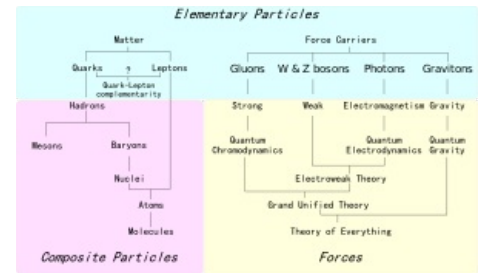 Elementary Particles
Matter
Force Carriers
Quarks ? Leptons
Gluons W & Z bosons Photons Gravitons
Quark-Lepton
complementarity
Hadrons
Strong Weak Electromagnetism Gravity
Mesons Baryons
Quantum Quantum Quantum
Chromodynamics Electrodynamics Gravity
Nuclei
Electroweak Theory
Atoms
Grand Unified Theory
Molecules
Theory of Everything
Composite Particles
Forces